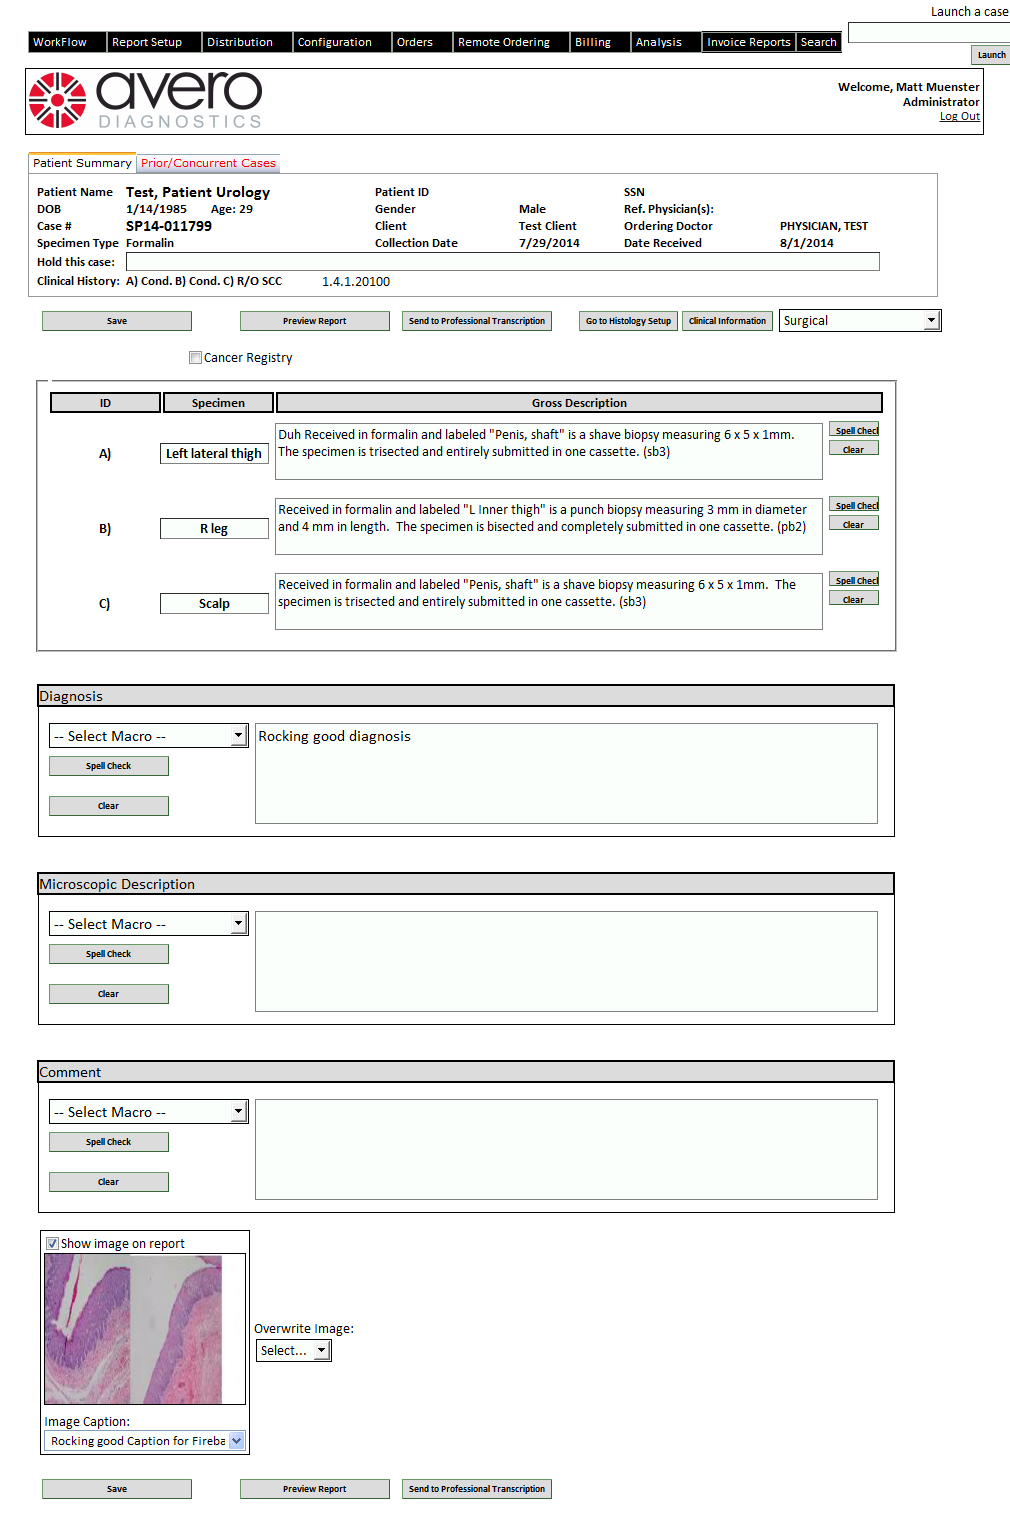 Launch a case
WorkFlow Report Setup Distribution Configuration Orders Remote Ordering Billing Analysis Invoice Reports Search
Launch
avero
DIAGNOSTICS
Welcome, Matt Muenster
Administrator
Log Out
Patient Summary Prior/Concurrent Cases
Patient Name Test, Patient Urology Patient ID SSN
DOB 1/14/1985 Age: 29 Gender Male Ref. Physician(s):
Case # SP14-011799 Client Test Client Ordering Doctor PHYSICIAN, TEST
Specimen Type Formalin Collection Date 7/29/2014 Date Received 8/1/2014
Hold this case:
Clinical History: A) Cond. B) Cond. C) R/O SCC 1.4.1.20100
Save Preview Report Send to Professional Transcription Go to Histology Setup Clinical Information Surgical
Cancer Registry
ID Specimen Gross Description
A) Left lateral thigh
Duh Received in formalin and labeled "Penis, shaft" is a shave biopsy measuring 6 x 5 x 1mm.
The specimen is trisected and entirely submitted in one cassette. (sb3)
Spell Check
Clear
B) R leg
Received in formalin and labeled "L Inner thigh" is a punch biopsy measuring 3 mm in diameter
and 4 mm in length. The specimen is bisected and completely submitted in one cassette. (pb2)
Spell Check
Clear
C) Scalp
Received in formalin and labeled "Penis, shaft" is a shave biopsy measuring 6 x 5 x 1mm. The
specimen is trisected and entirely submitted in one cassette. (sb3)
Spell Check
Clear
Diagnosis
-- Select Macro -- Rocking good diagnosis
Spell Check
Clear
Microscopic Description
-- Select Macro --
Spell Check
Clear
Comment
-- Select Macro --
Spell Check
Clear
Show image on report
Overwrite Image:
Select...
Image Caption:
Rocking good Caption for Fireba
Save Preview Report Send to Professional Transcription